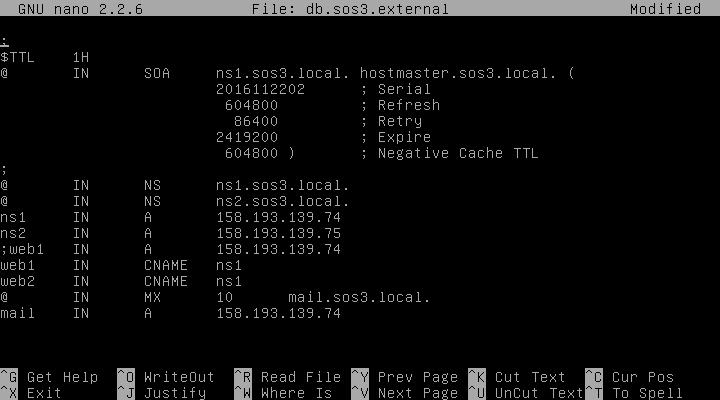 GNU nano 2.2.6 File: db.sos3.external Modified
;
$TTL 1H
@ IN SOA ns1.sos3.local. hostmaster.sos3.local. (
2016112202 ; Serial
604800 ; Refresh
86400 ; Retry
2419200 ; Expire
604800 ) ; Negative Cache TTL
;
@ IN NS ns1.sos3.local.
@ IN NS ns2.sos3.local.
ns1 IN A 158.193.139.74
ns2 IN A 158.193.139.75
;web1 IN A 158.193.139.74
web1 IN CNAME ns1
web2 IN CNAME ns1
@ IN MX 10 mail.sos3.local.
mail IN A 158.193.139.74
^G Get Help ^O WriteOut ^R Read File ^Y Prev Page ^K Cut Text ^C Cur Pos
^X Exit ^J Justify ^W Where Is ^V Next Page ^U UnCut Text ^T To Spell